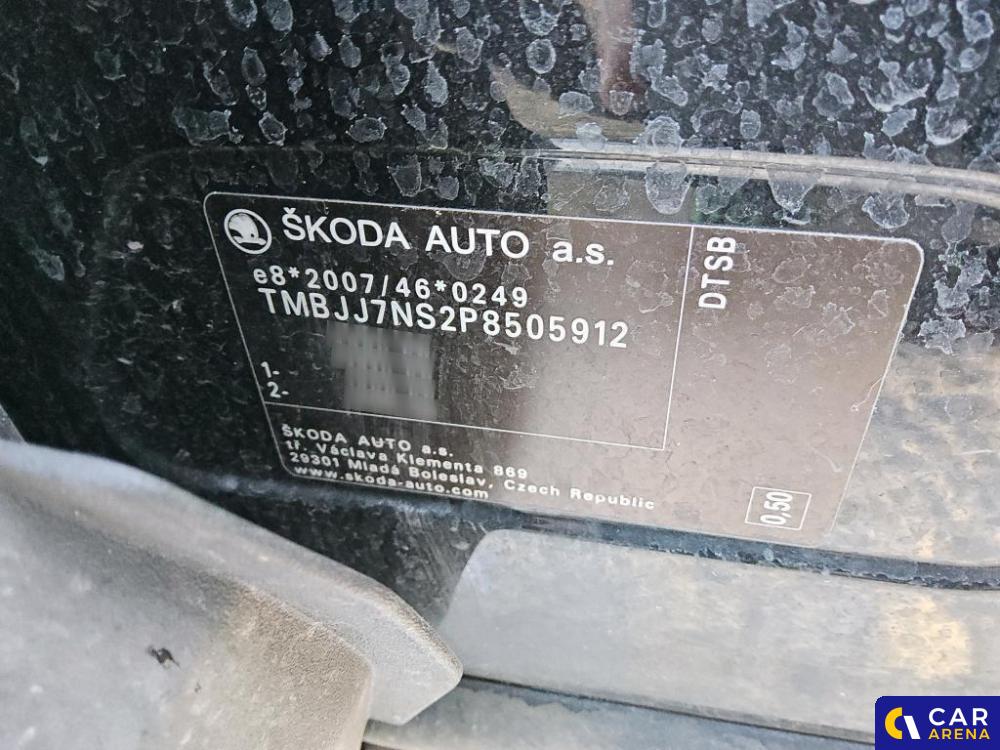 ŠKODA AUTO a.s.
e8*2007/46*0249
TMBJJ7NS2P8505912
1-
2-
DTSB
ŠKODA AUTO a.s.
tř. Václava Klementa 869
29301 Mladá Boleslav, Czech Republic
www.skoda-auto.com
0,50
CAR
ARENA